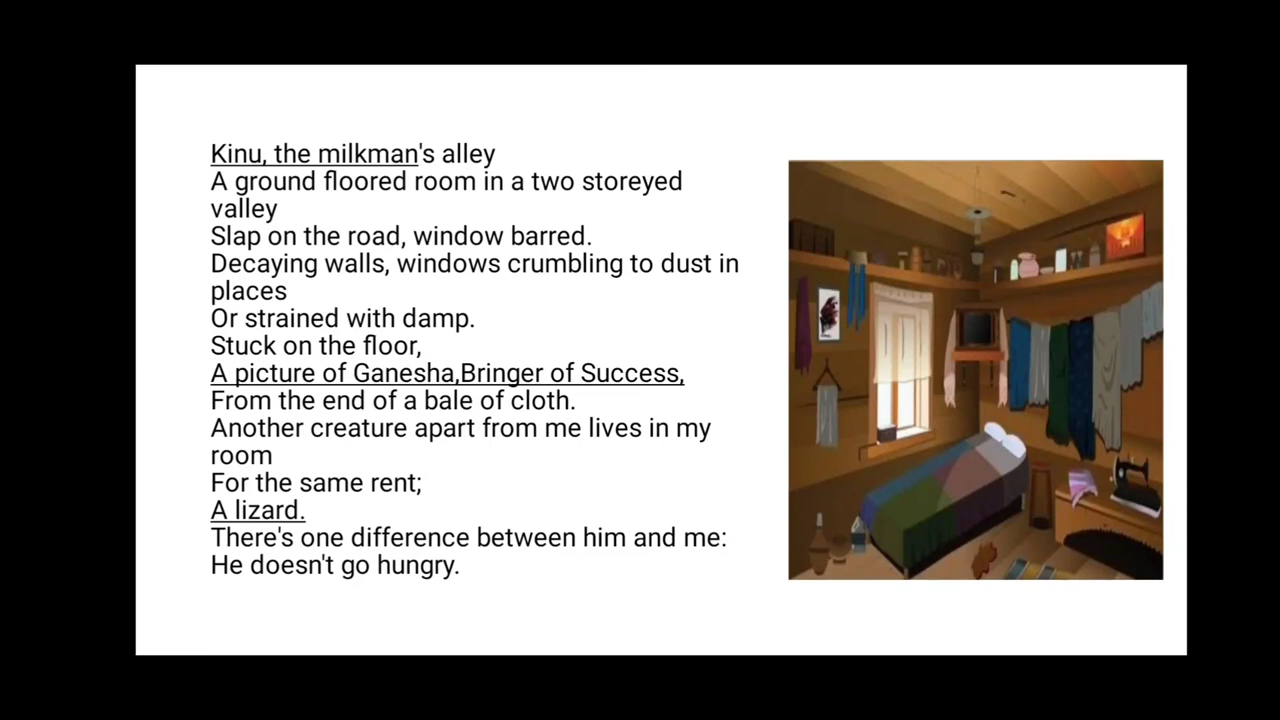 Kinu, the milkman's alley
A ground floored room in a two storeyed
valley
Slap on the road, window barred.
Decaying walls, windows crumbling to dust in
places
Or strained with damp.
Stuck on the floor,
A picture of Ganesha,Bringer of Success,
From the end of a bale of cloth.
Another creature apart from me lives in my
room
For the same rent;
A lizard.
There's one difference between him and me:
He doesn't go hungry.